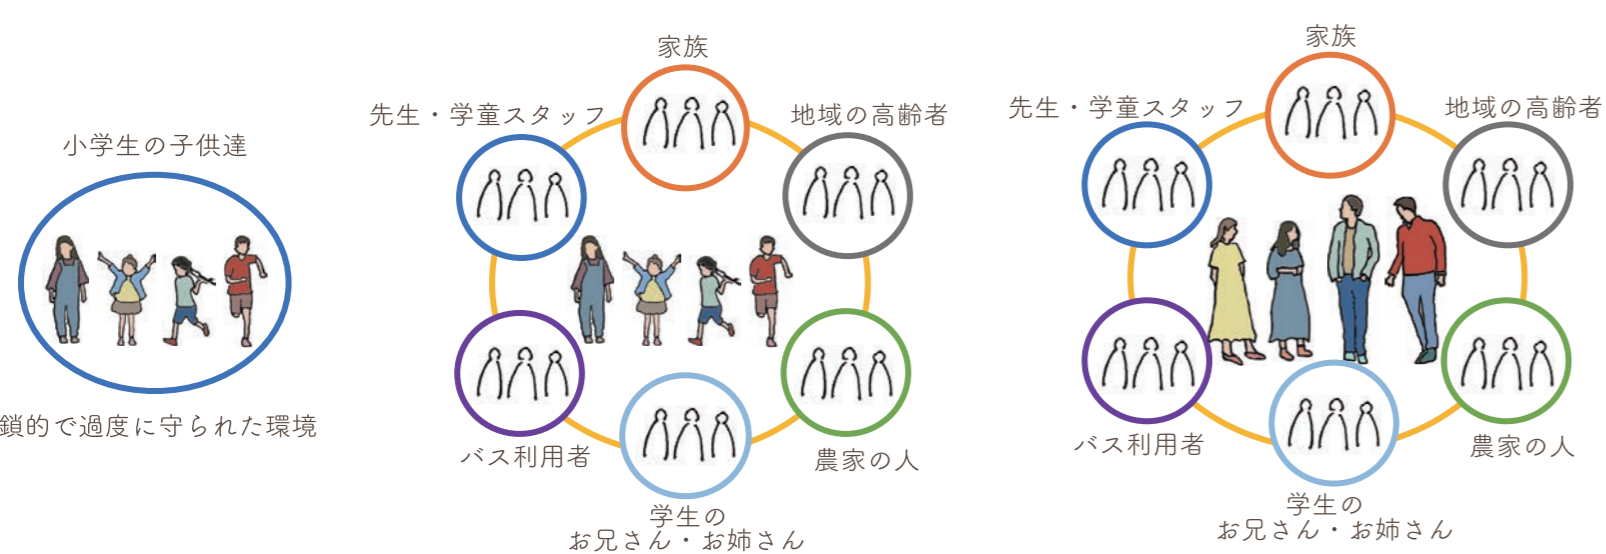 小学生の子供達
鎖的で過度に守られた環境
家族
先生・学童スタッフ
地域の高齢者
バス利用者
農家の人
学生の
お兄さん・お姉さん
家族
先生・学童スタッフ
地域の高齢者
バス利用者
農家の人
学生の
お兄さん・お姉さん